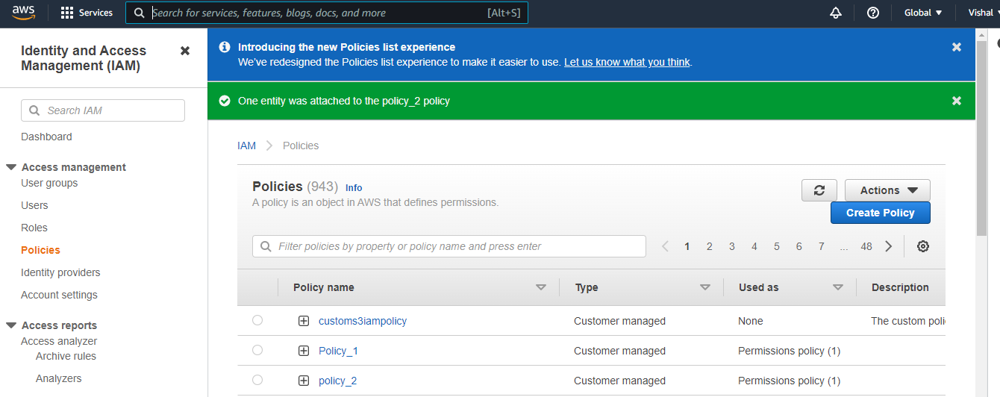 aws
Services
Search for services, features, blogs, docs, and more
[Alt+S]
Global
Vishal
Identity and Access
Management (IAM)
Search IAM
Dashboard
Access management
User groups
Users
Roles
Policies
Identity providers
Account settings
Access reports
Access analyzer
Archive rules
Analyzers
Introducing the new Policies list experience
We've redesigned the Policies list experience to make it easier to use. Let us know what you think.
One entity was attached to the policy_2 policy
IAM Policies
Policies (943) Info
A policy is an object in AWS that defines permissions.
Actions
Create Policy
Filter policies by property or policy name and press enter
1 2 3 4 5 6 7 ... 48
Policy name Type Used as Description
customs3iampolicy Customer managed None The custom poli
Policy_1 Customer managed Permissions policy (1)
policy_2 Customer managed Permissions policy (1)